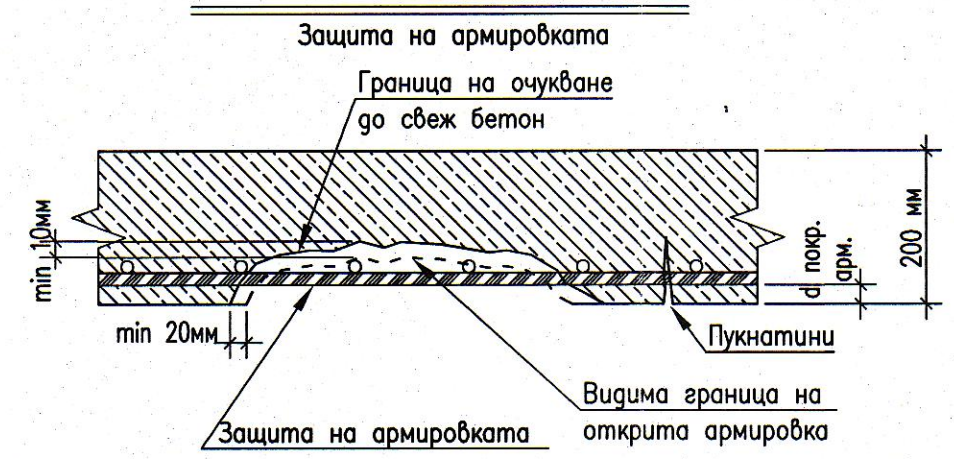 Защита на армировката
Граница на очукване
до свеж бетон
min 10мм
d покр.
арм.
200 мм
min 20мм
Пукнатини
Видима граница на
открита армировка
Защита на армировката